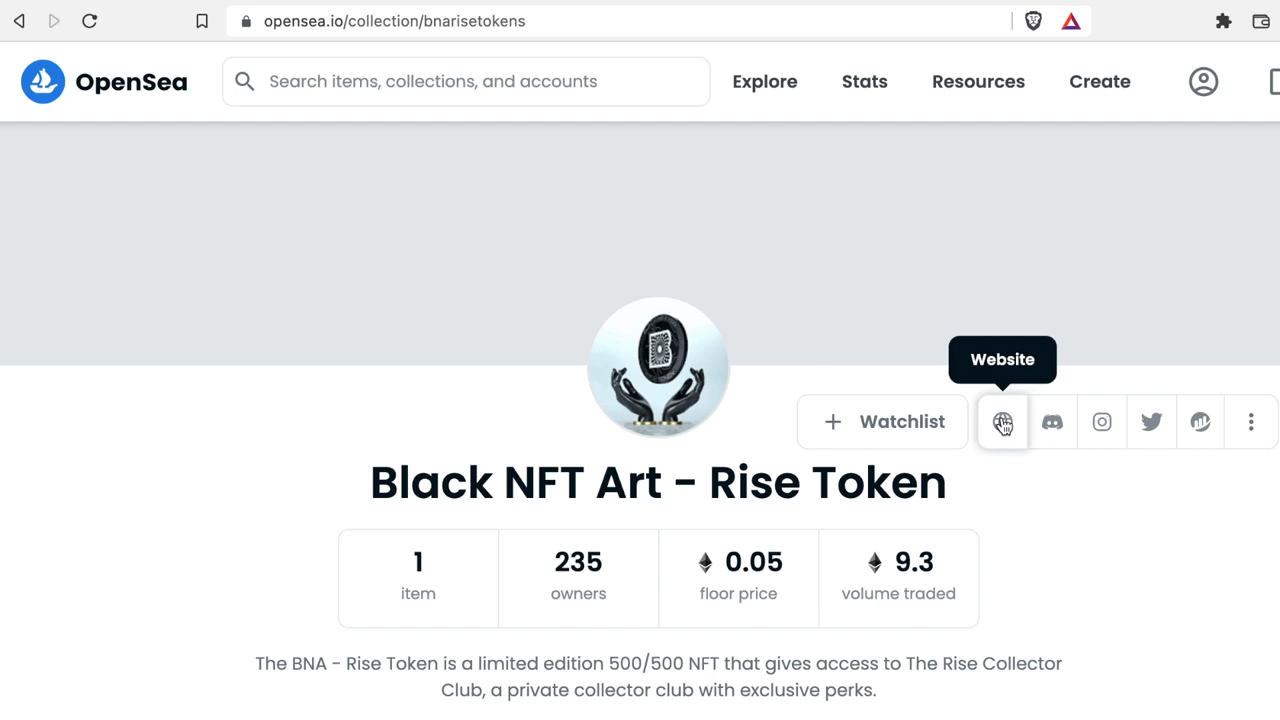 opensea.io/collection/bnarisetokens
OpenSea
Search items, collections, and accounts
Explore
Stats
Resources
Create
Website
+ Watchlist
Black NFT Art - Rise Token
1
235
0.05
9.3
item
owners
floor price
volume traded
The BNA - Rise Token is a limited edition 500/500 NFT that gives access to The Rise Collector
Club, a private collector club with exclusive perks.